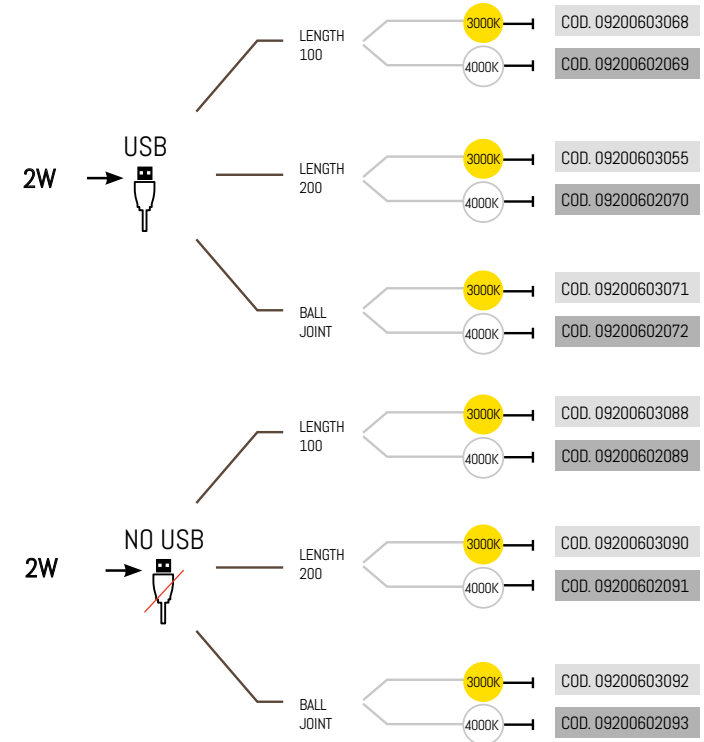 2W
USB
LENGTH
100
3000K
COD. 09200603068
4000K
COD. 09200602069
LENGTH
200
3000K
COD. 09200603055
4000K
COD. 09200602070
BALL
JOINT
3000K
COD. 09200603071
4000K
COD. 09200602072
2W
NO USB
LENGTH
100
3000K
COD. 09200603088
4000K
COD. 09200602089
LENGTH
200
3000K
COD. 09200603090
4000K
COD. 09200602091
BALL
JOINT
3000K
COD. 09200603092
4000K
COD. 09200602093